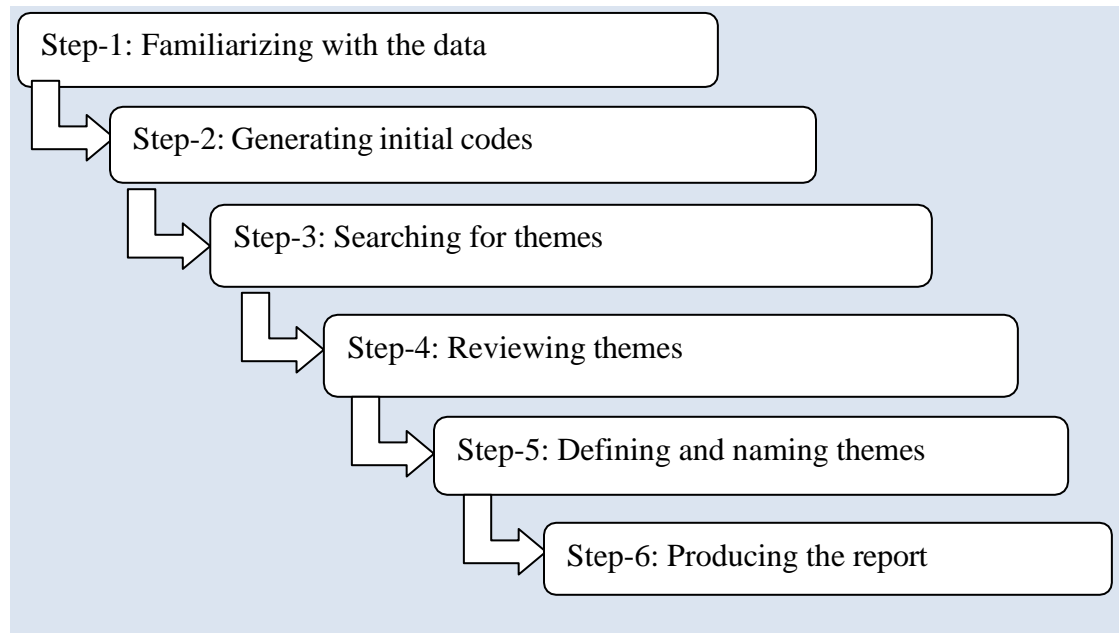 Step-1: Familiarizing with the data
Step-2: Generating initial codes
Step-3: Searching for themes
Step-4: Reviewing themes
Step-5: Defining and naming themes
Step-6: Producing the report